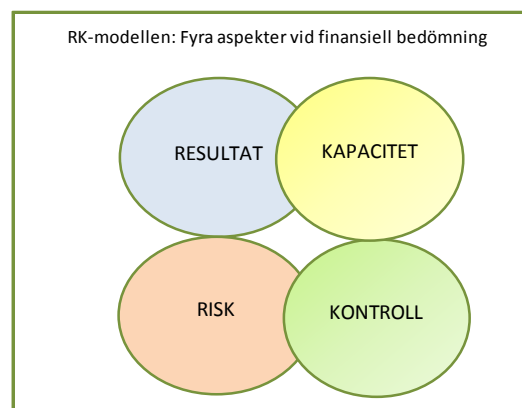 RK-modellen: Fyra aspekter vid finansiell bedömning
RESULTAT
KAPACITET
RISK
KONTROLL